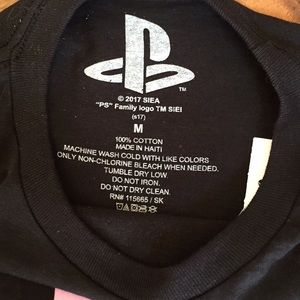 TM
© 2017 SIEA
"PS" Family logo TM SIEI
(s17)
M
100% COTTON
MADE IN HAITI
MACHINE WASH COLD WITH LIKE COLORS
ONLY NON-CHLORINE BLEACH WHEN NEEDED.
TUMBLE DRY LOW
DO NOT IRON.
DO NOT DRY CLEAN.
RN# 115665 / SK